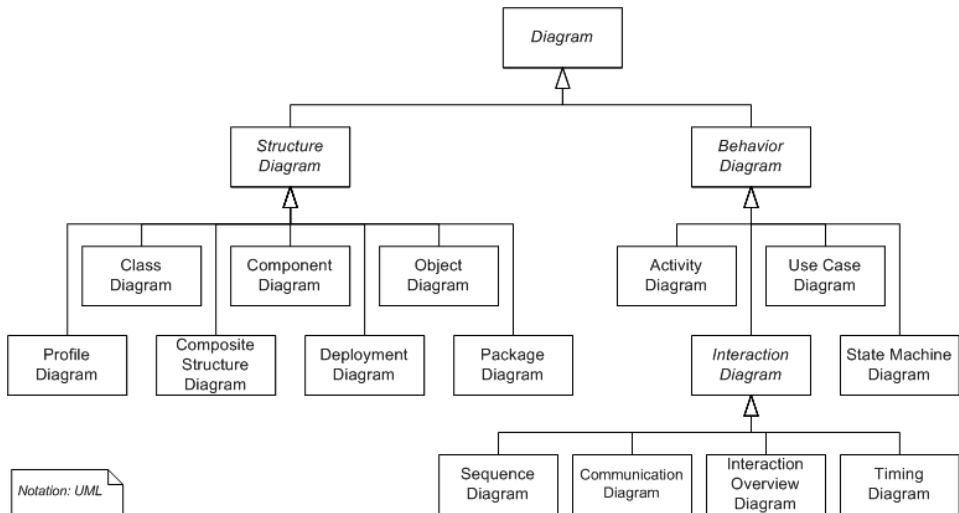 Diagram
Structure
Diagram
Behavior
Diagram
Class
Diagram
Component
Diagram
Object
Diagram
Activity
Diagram
Use Case
Diagram
Profile
Diagram
Composite
Structure
Diagram
Deployment
Diagram
Package
Diagram
Interaction
Diagram
State Machine
Diagram
Sequence
Diagram
Communication
Diagram
Interaction
Overview
Diagram
Timing
Diagram
Notation: UML